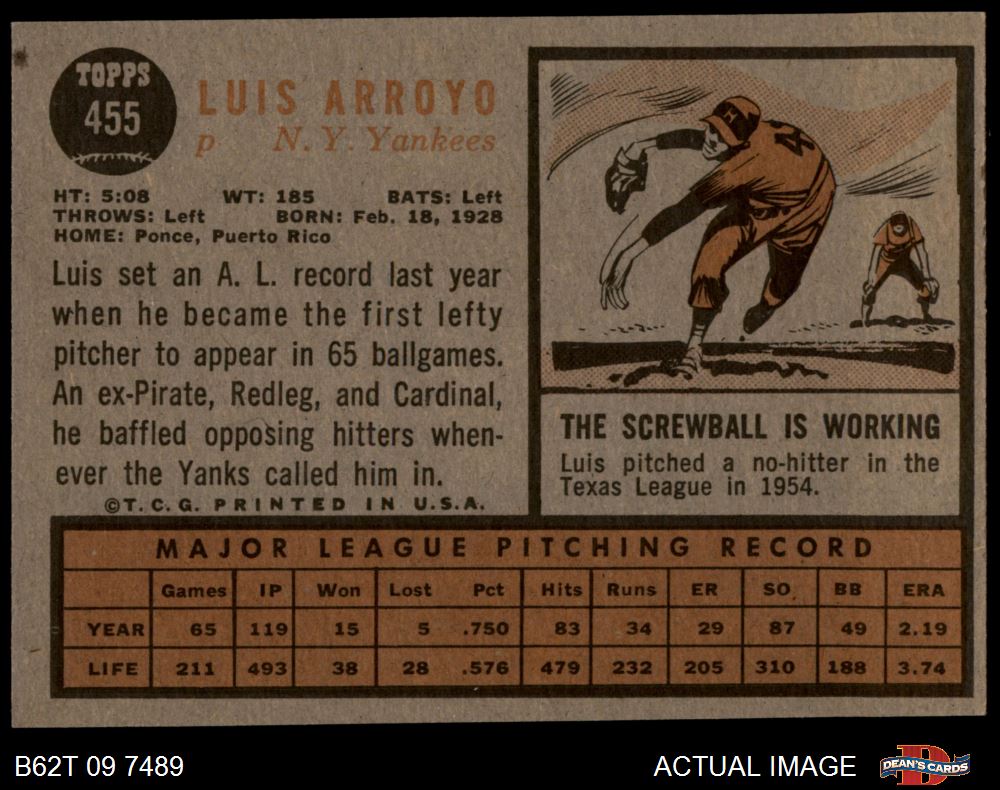 TOPPS
455
LUIS ARROYO
p N. Y. Yankees
HT: 5:08 WT: 185 BATS: Left
THROWS: Left BORN: Feb. 18, 1928
HOME: Ponce, Puerto Rico
Luis set an A. L. record last year
when he became the first lefty
pitcher to appear in 65 ballgames.
An ex-Pirate, Redleg, and Cardinal,
he baffled opposing hitters when-
ever the Yanks called him in.
©T. C. G. PRINTED IN U.S.A.
H
4
THE SCREWBALL IS WORKING
Luis pitched a no-hitter in the
Texas League in 1954.
MAJOR LEAGUE PITCHING RECORD
Games IP Won Lost Pct Hits Runs ER SO BB ERA
YEAR 65 119 15 5 .750 83 34 29 87 49 2.19
LIFE 211 493 38 28 .576 479 232 205 310 188 3.74
B62T 09 7489
ACTUAL IMAGE
D
DEAN'S CARDS